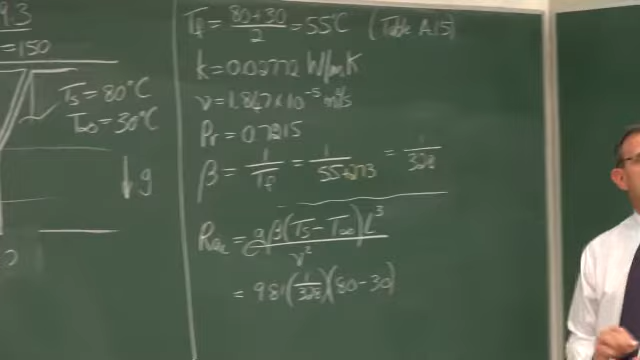 9.3
= 150
Ts = 80°C
T∞ = 30°C
g
Tf = 80+30/2 = 55°C (Table A.15)
k = 0.02772 W/m K
ν = 1.847 x 10^-5 m²/s
Pr = 0.7215
β = 1/Tf = 1/55+273 = 1/328
= gβ(Ts - T∞)L³/ν²
= 9.81(1/328)(80-30)